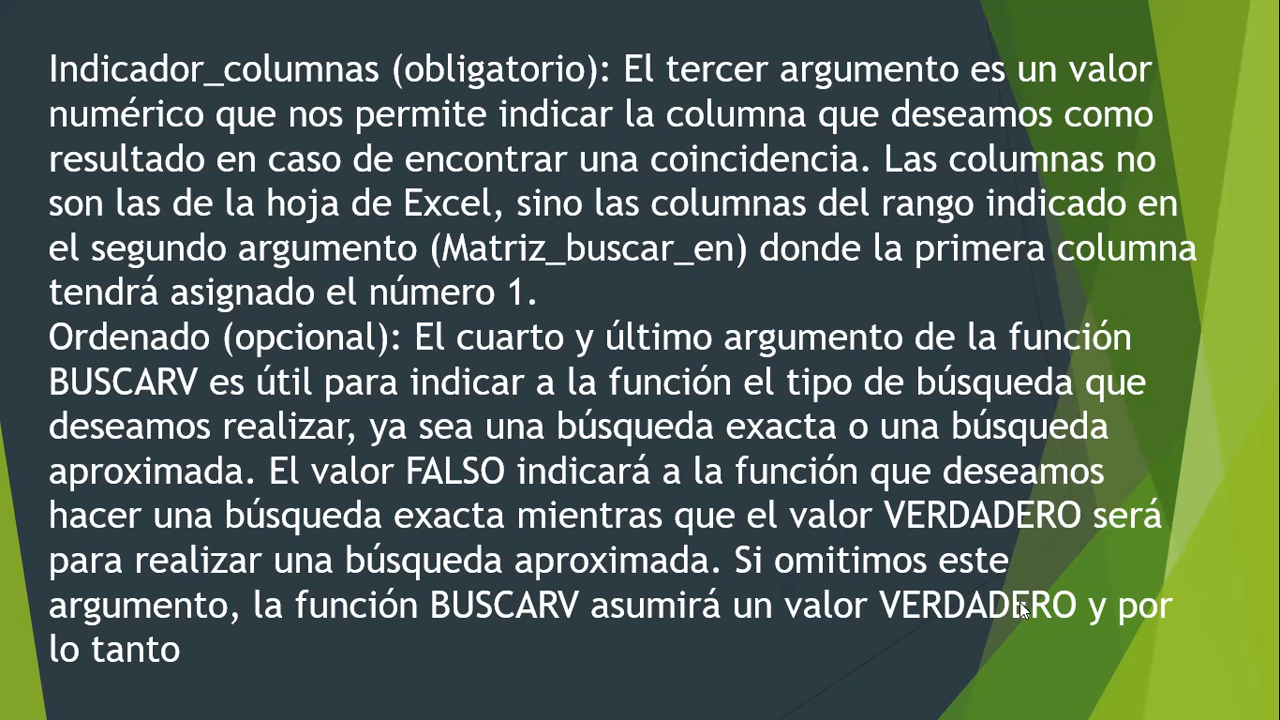 Indicador_columnas (obligatorio): El tercer argumento es un valor
numérico que nos permite indicar la columna que deseamos como
resultado en caso de encontrar una coincidencia. Las columnas no
son las de la hoja de Excel, sino las columnas del rango indicado en
el segundo argumento (Matriz_buscar_en) donde la primera columna
tendrá asignado el número 1.
Ordenado (opcional): El cuarto y último argumento de la función
BUSCARV es útil para indicar a la función el tipo de búsqueda que
deseamos realizar, ya sea una búsqueda exacta o una búsqueda
aproximada. El valor FALSO indicará a la función que deseamos
hacer una búsqueda exacta mientras que el valor VERDADERO será
para realizar una búsqueda aproximada. Si omitimos este
argumento, la función BUSCARV asumirá un valor VERDADERO y por
lo tanto